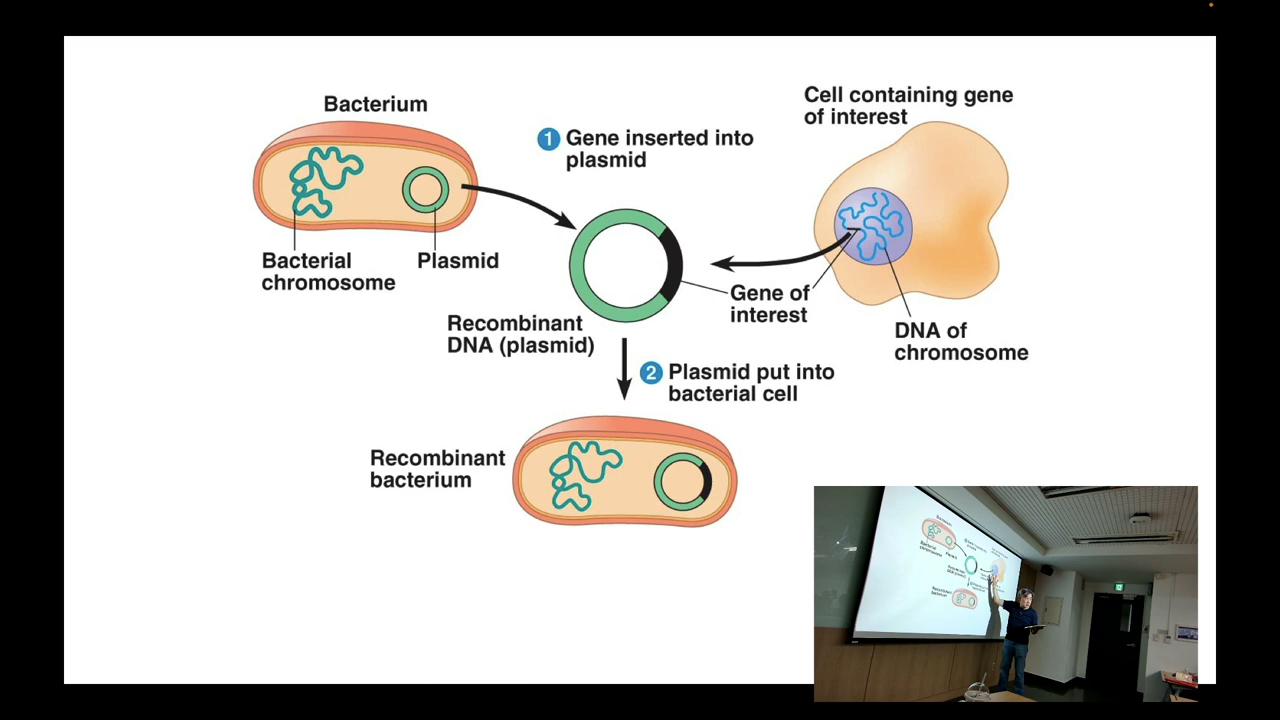 Bacterium
Cell containing gene
of interest
1 Gene inserted into
plasmid
Bacterial
chromosome
Plasmid
Gene of
interest
Recombinant
DNA (plasmid)
DNA of
chromosome
2 Plasmid put into
bacterial cell
Recombinant
bacterium